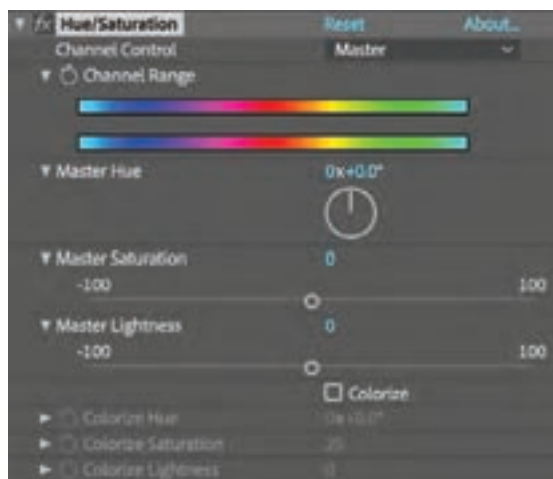 fx Hue/Saturation Reset About...
Channel Control Master
Channel Range
Master Hue 0x+0.0°
Master Saturation 0
-100 100
Master Lightness 0
-100 100
Colorize
Colorize Hue 0x+0.0°
Colorize Saturation 25
Colorize Lightness 0